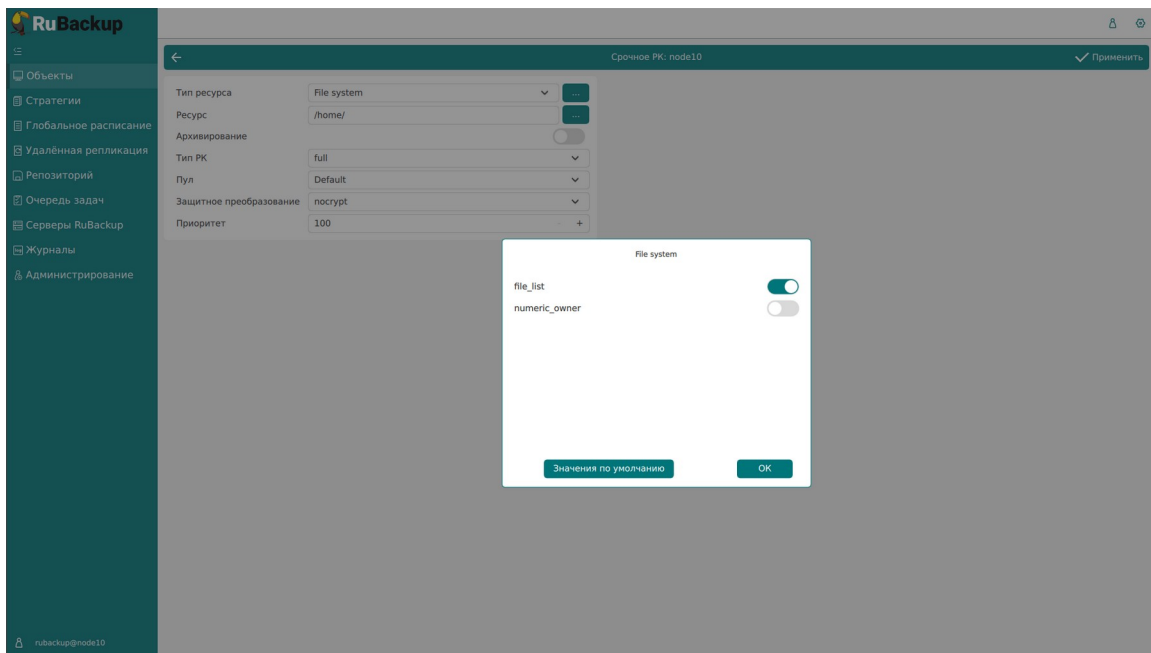 RuBackup
Срочное РК: node10
Применить
Объекты
Стратегии
Глобальное расписание
Удалённая репликация
Репозиторий
Очередь задач
Серверы RuBackup
Журналы
Администрирование
Тип ресурса File system ...
Ресурс /home/ ...
Архивирование
Тип РК full
Пул Default
Защитное преобразование nocrypt
Приоритет 100 - +
File system
file_list
numeric_owner
Значения по умолчанию OK
rubackup@node10